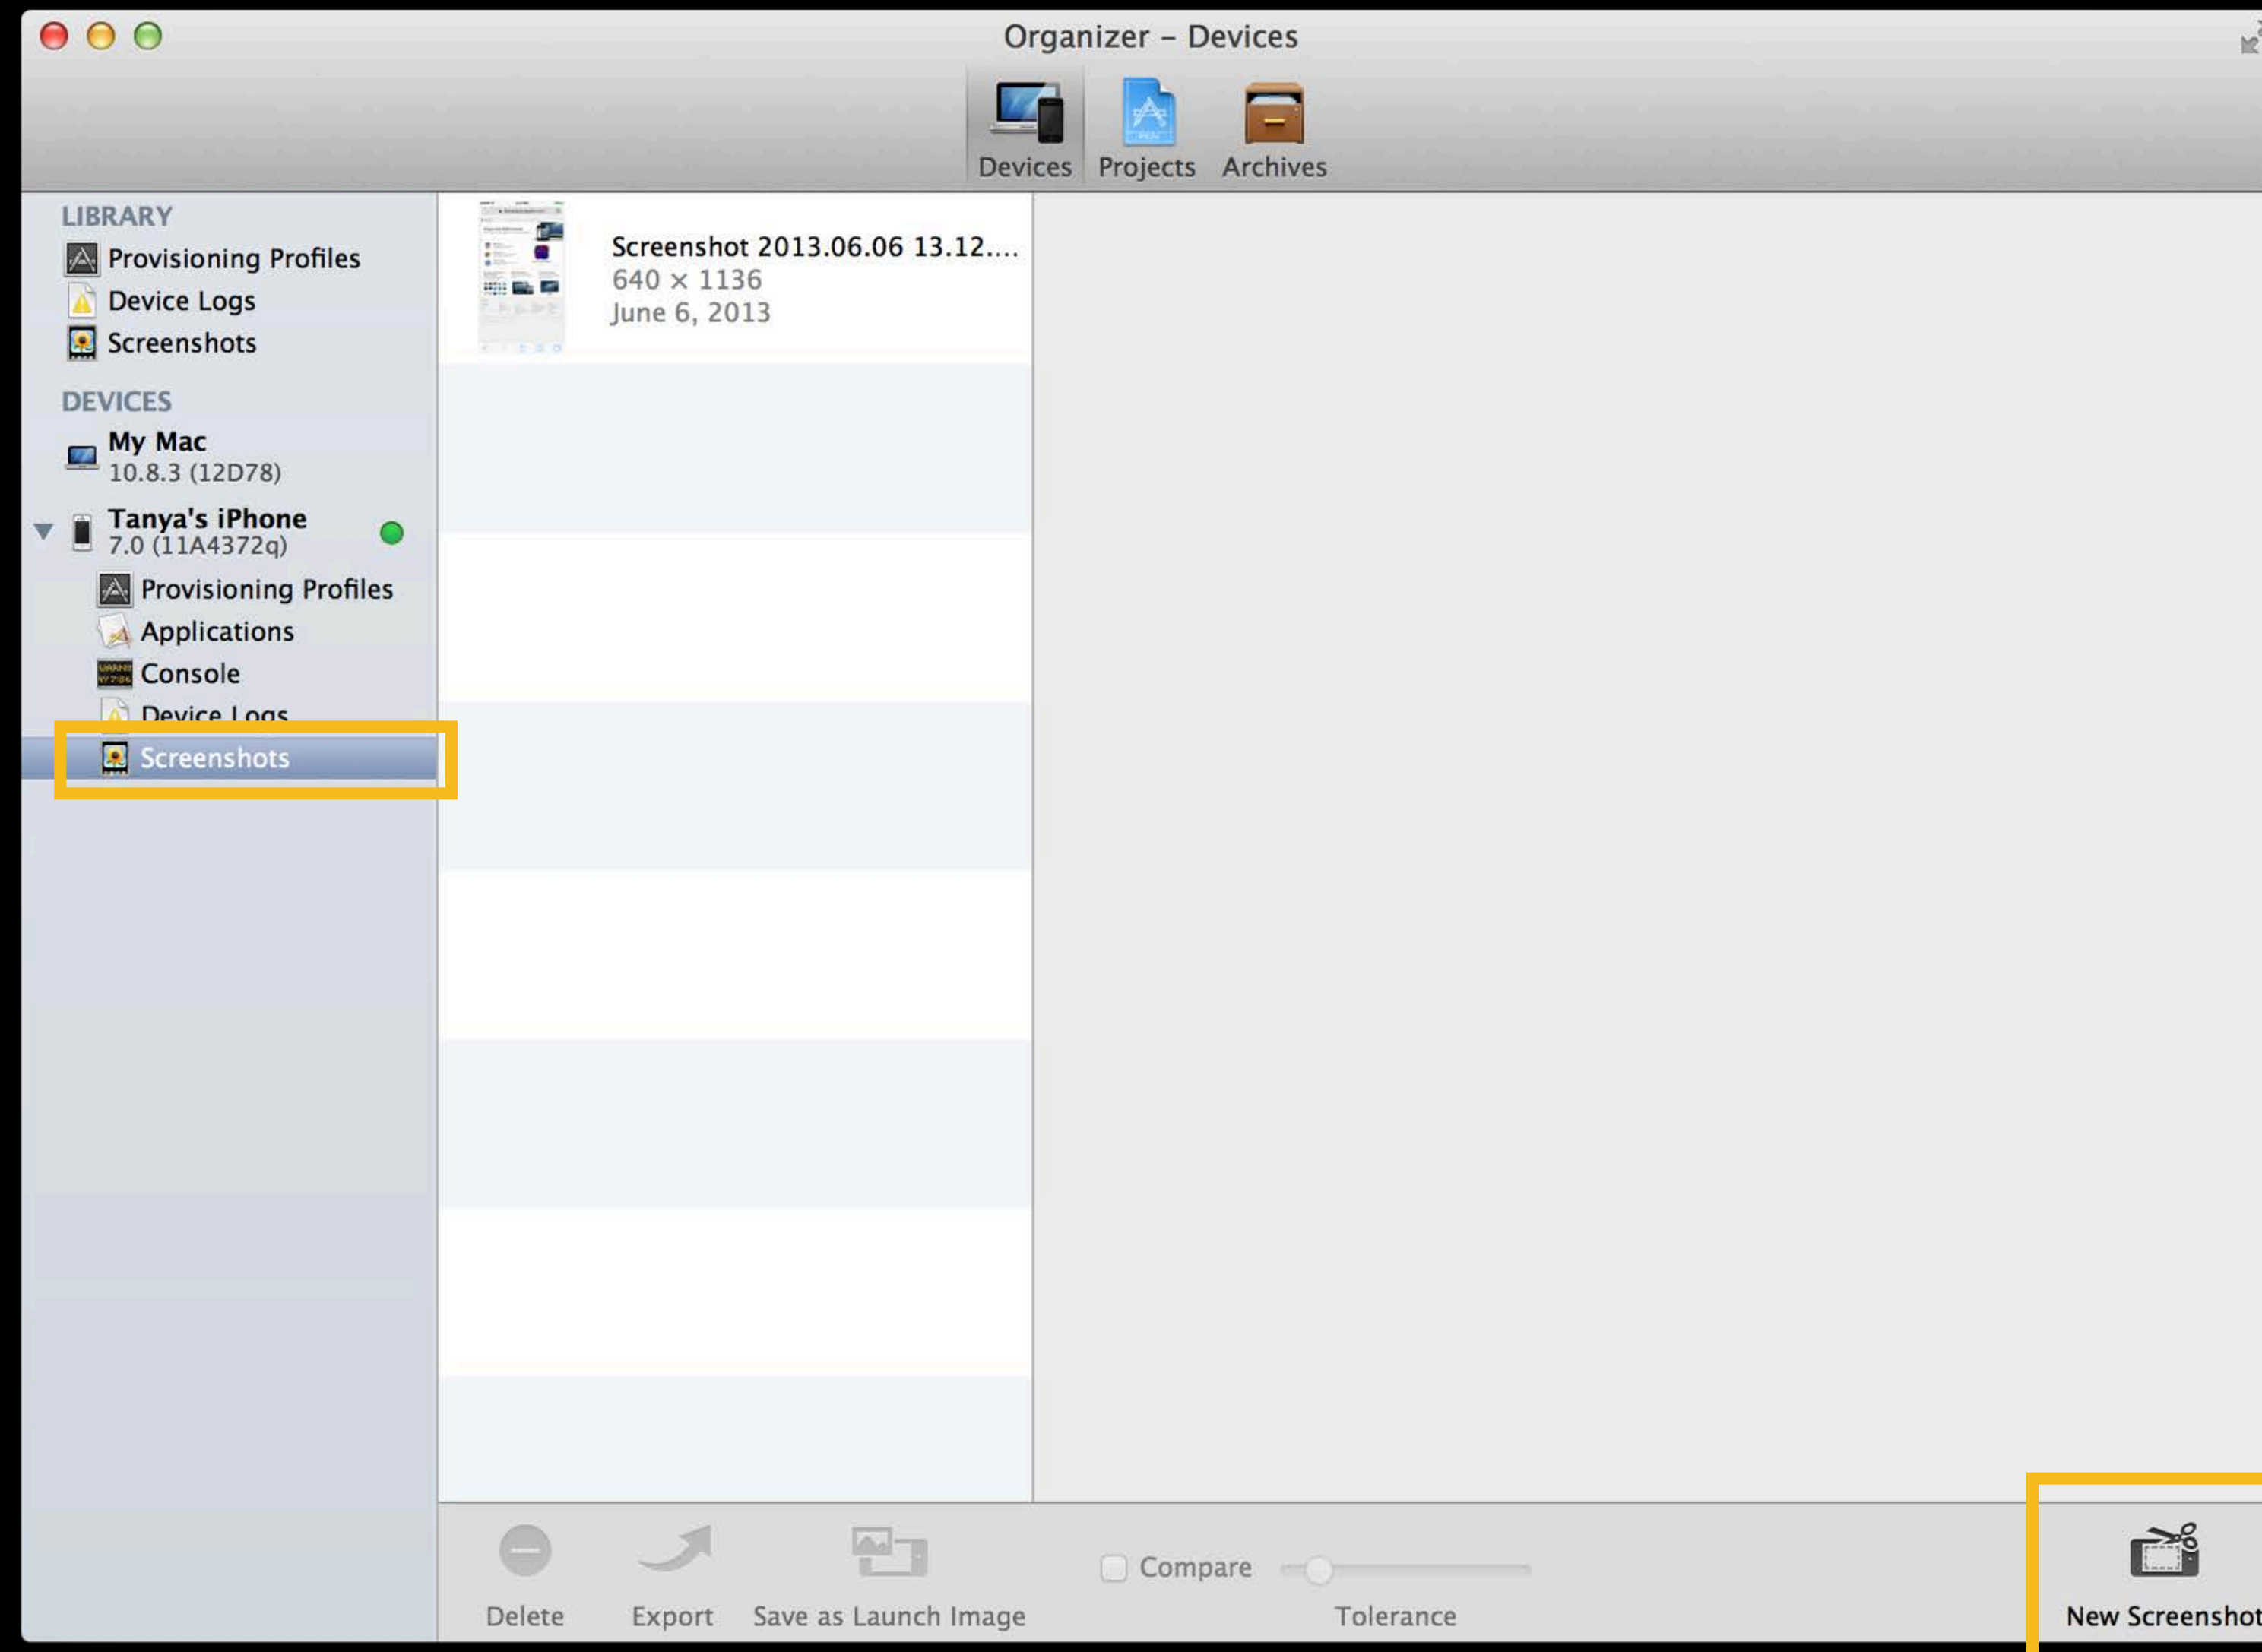 Organizer – Devices
Devices Projects Archives
LIBRARY
Provisioning Profiles
Device Logs
Screenshots
DEVICES
My Mac
10.8.3 (12D78)
Tanya's iPhone
7.0 (11A4372q)
Provisioning Profiles
Applications
Console
Device Logs
Screenshots
Screenshot 2013.06.06 13.12....
640 × 1136
June 6, 2013
Delete Export Save as Launch Image
Compare
Tolerance
New Screenshot